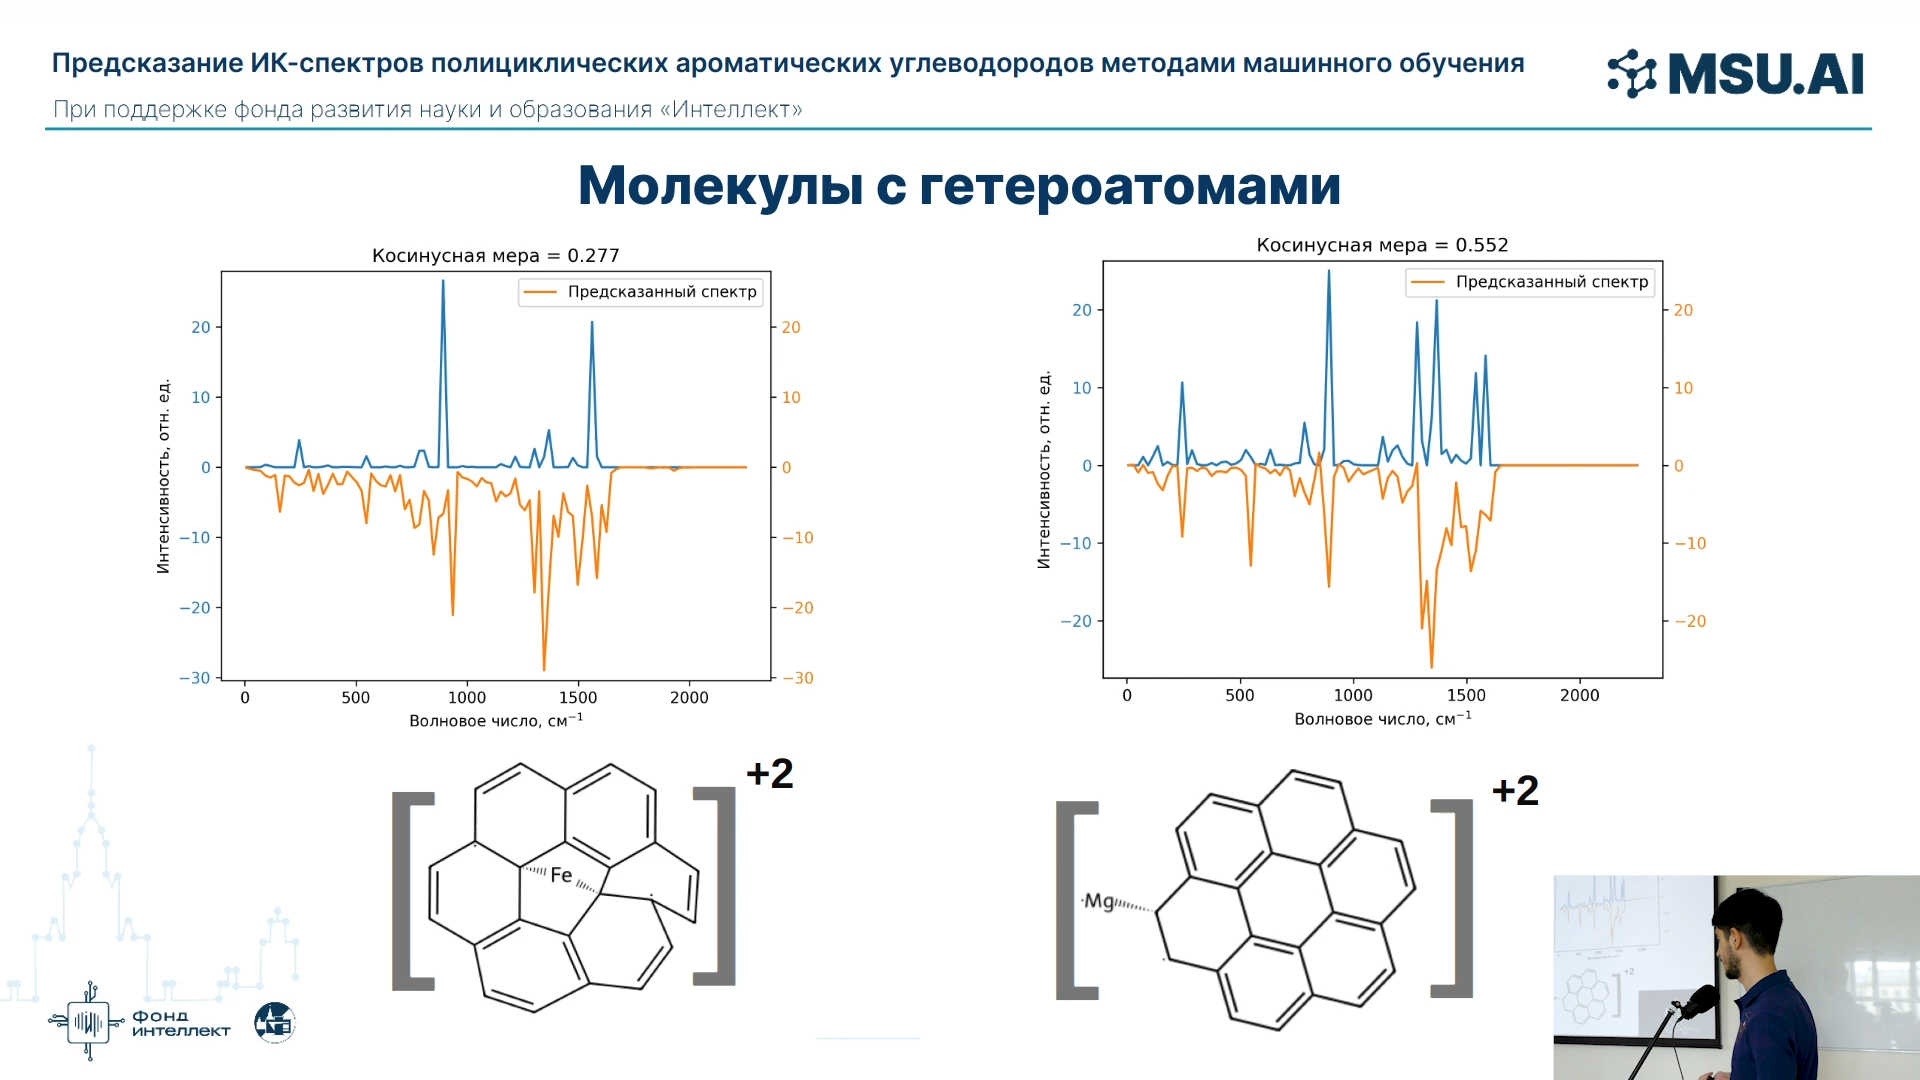 Предсказание ИК-спектров полициклических ароматических углеводородов методами машинного обучения
При поддержке фонда развития науки и образования «Интеллект»
MSU.AI
Молекулы с гетероатомами
Косинусная мера = 0.277
Предсказанный спектр
Интенсивность, отн. ед.
20
10
0
−10
−20
−30
20
10
0
−10
−20
−30
0 500 1000 1500 2000
Волновое число, см⁻¹
Косинусная мера = 0.552
Предсказанный спектр
Интенсивность, отн. ед.
20
10
0
−10
−20
20
10
0
−10
−20
0 500 1000 1500 2000
Волновое число, см⁻¹
+2
Fe
+2
·Mg
фонд
интеллект
+2